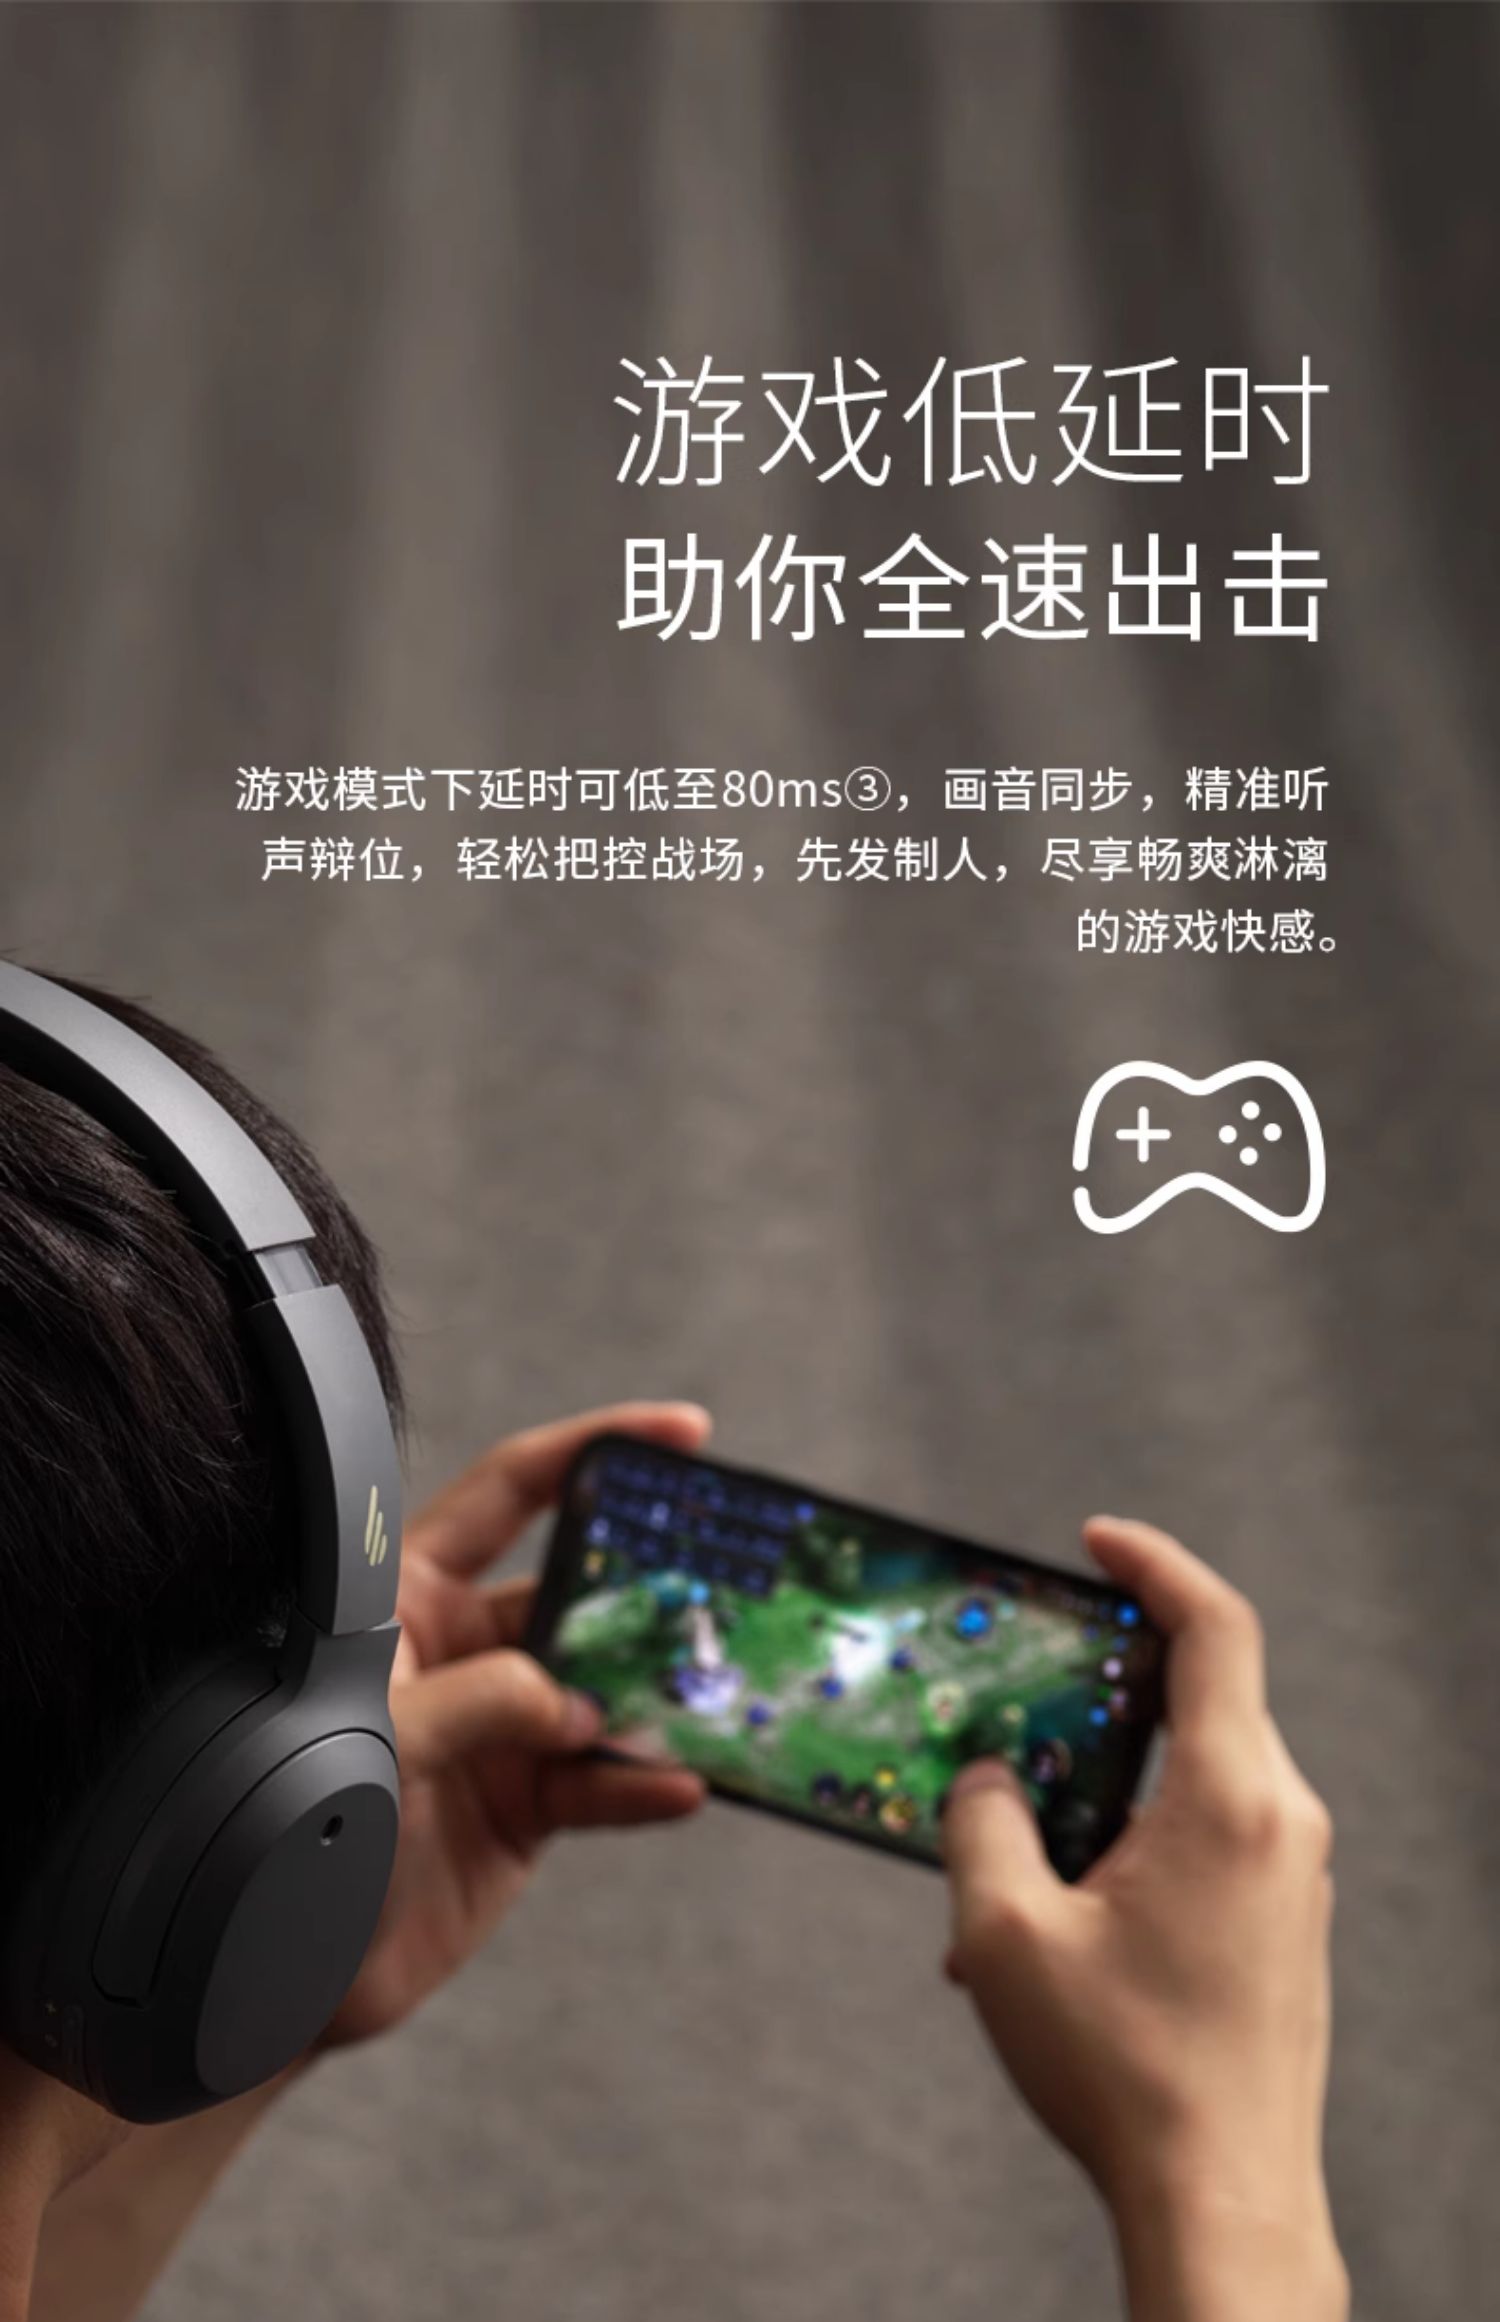 游戏低延时
助你全速出击
游戏模式下延时可低至80ms③，画音同步，精准听
声辩位，轻松把控战场，先发制人，尽享畅爽淋漓
的游戏快感。